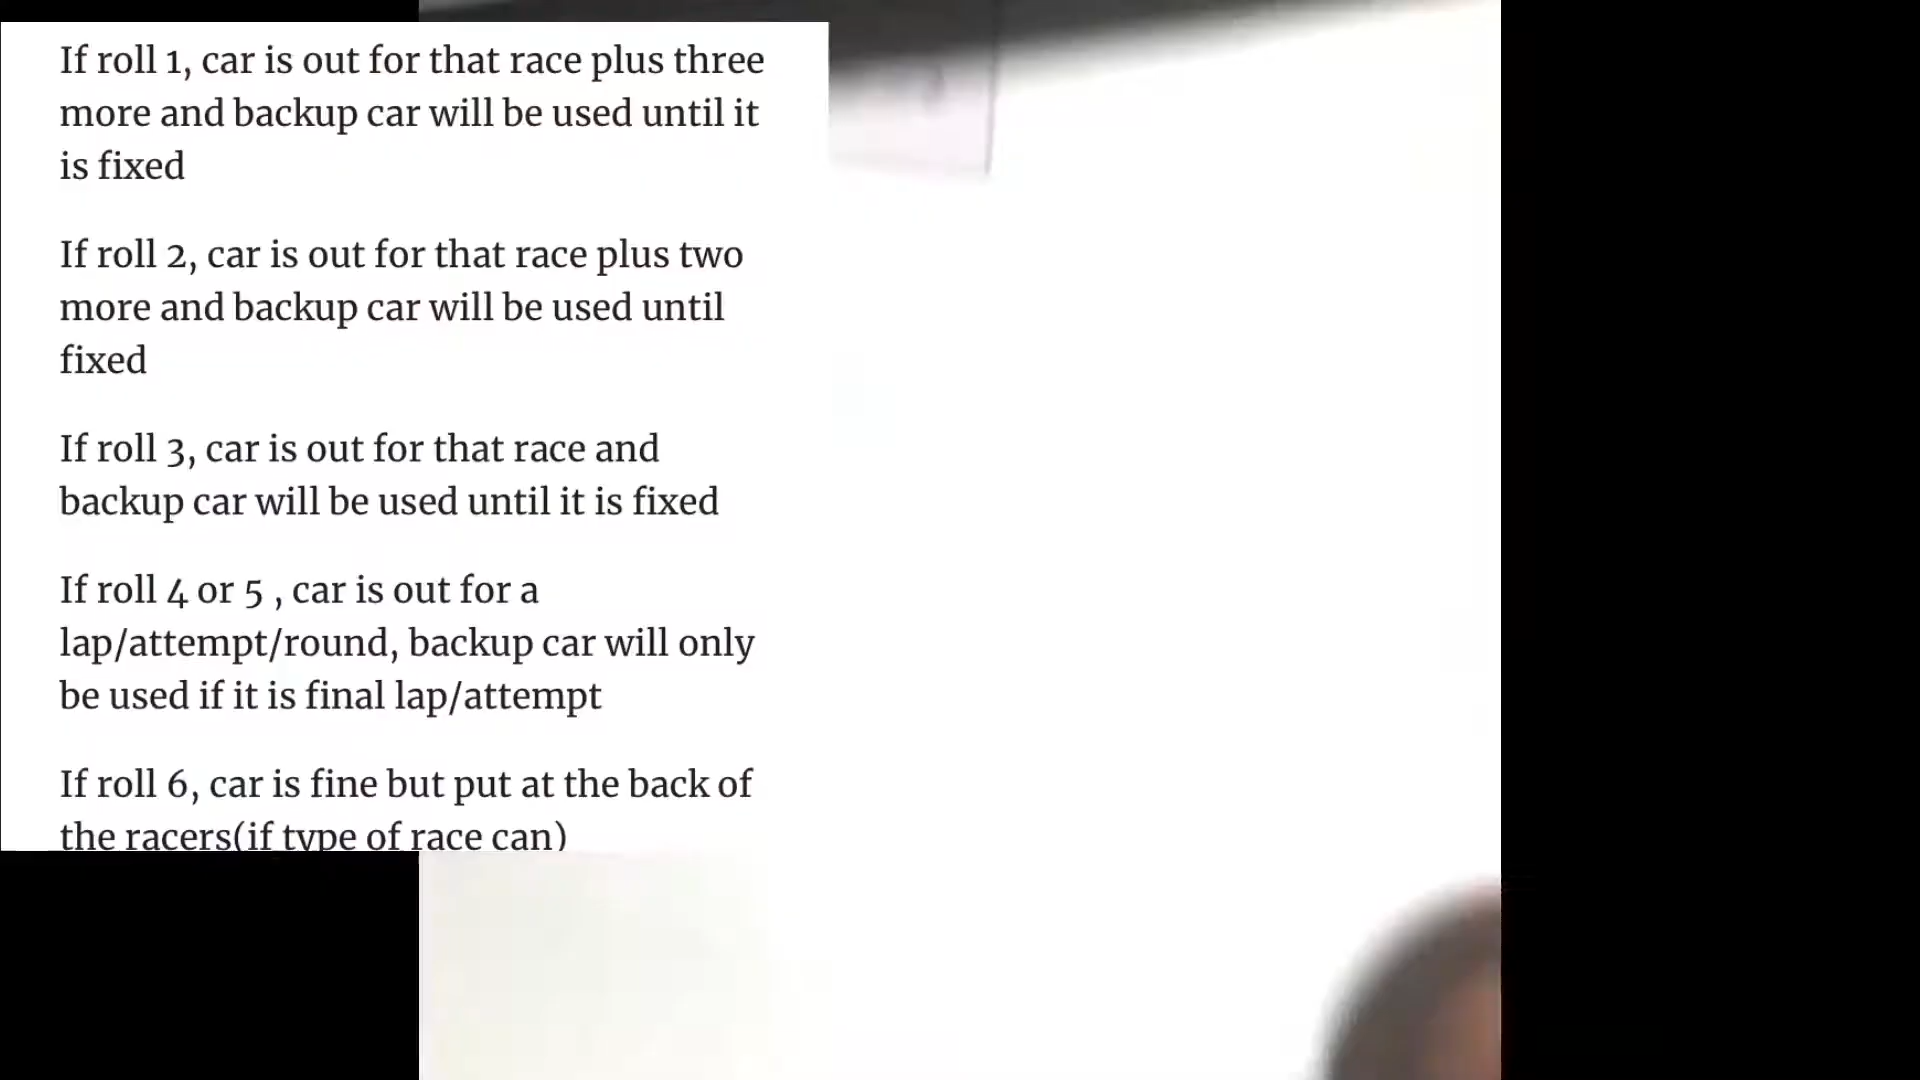 If roll 1, car is out for that race plus three
more and backup car will be used until it
is fixed
If roll 2, car is out for that race plus two
more and backup car will be used until
fixed
If roll 3, car is out for that race and
backup car will be used until it is fixed
If roll 4 or 5 , car is out for a
lap/attempt/round, backup car will only
be used if it is final lap/attempt
If roll 6, car is fine but put at the back of
the racers(if type of race can)